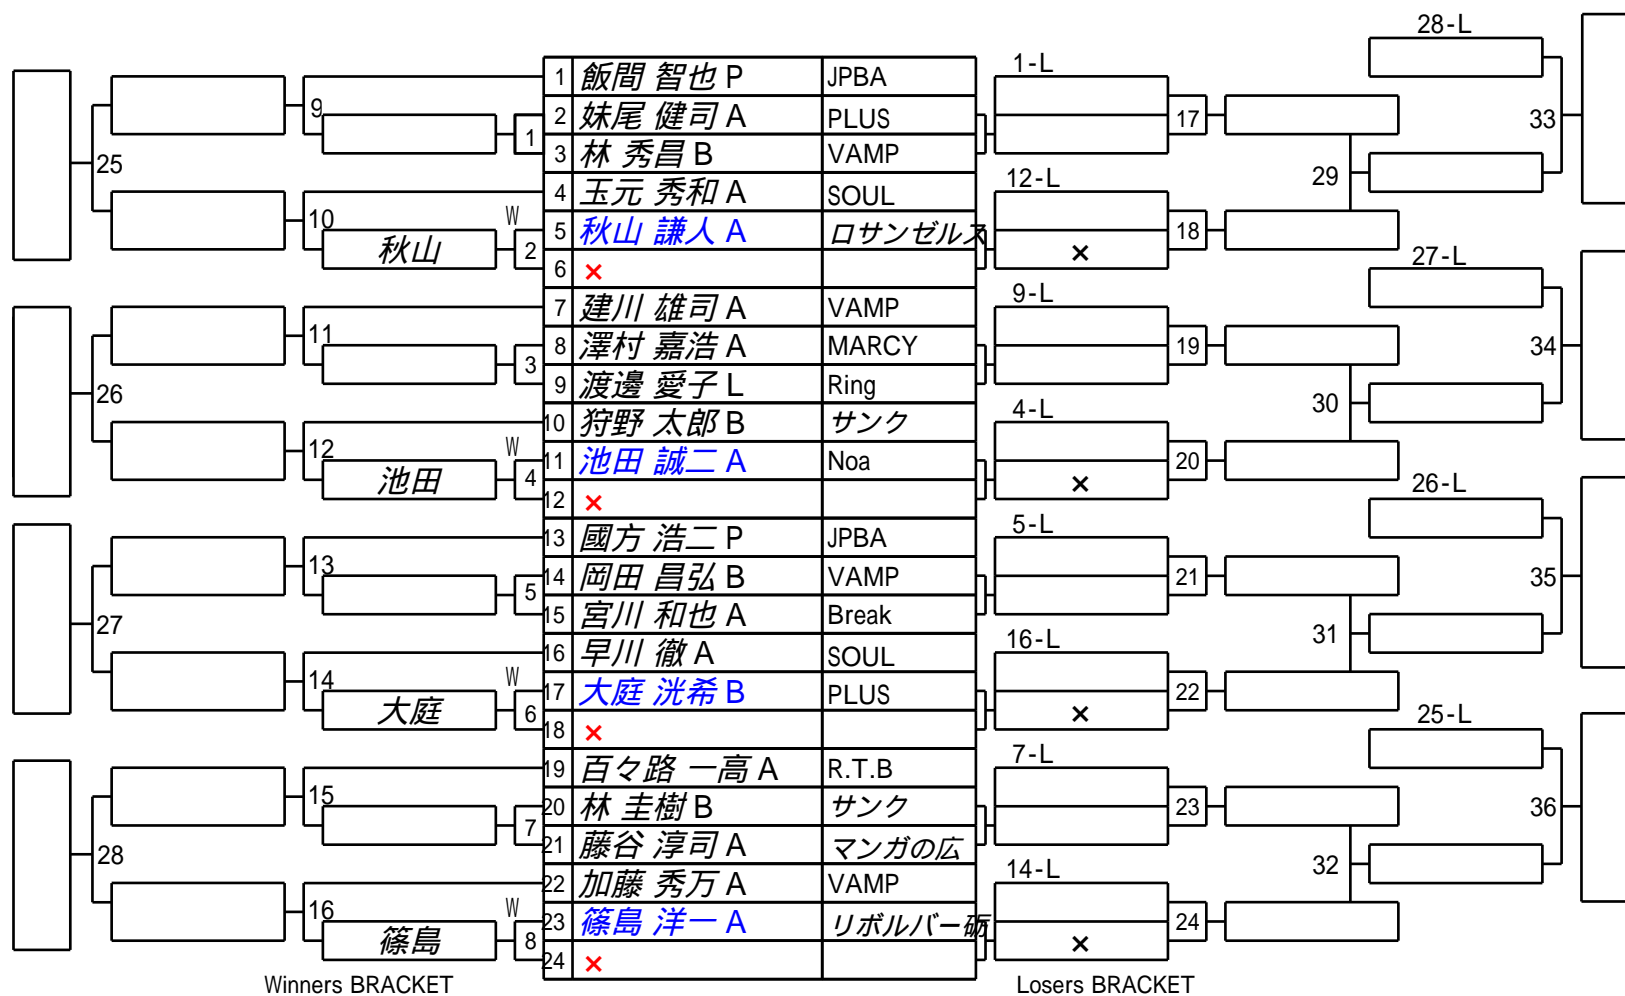 28-L
1-L
1 飯間 智也 P JPBA
9
2 妹尾 健司 A PLUS
17
33
1
3 林 秀昌 B VAMP
25
29
4 玉元 秀和 A SOUL
12-L
10
W
5 秋山 謙人 A ロサンゼルス
18
秋山
2
×
6 ×
27-L
7 建川 雄司 A VAMP
9-L
11
8 澤村 嘉浩 A MARCY
19
34
3
9 渡邊 愛子 L Ring
26
30
10 狩野 太郎 B サンク
4-L
12
W
11 池田 誠二 A Noa
20
池田
4
×
12 ×
26-L
13 國方 浩二 P JPBA
5-L
13
14 岡田 昌弘 B VAMP
21
35
5
15 宮川 和也 A Break
27
31
16 早川 徹 A SOUL
16-L
14
W
17 大庭 洸希 B PLUS
22
大庭
6
×
18 ×
25-L
19 百々路 一高 A R.T.B
7-L
15
20 林 圭樹 B サンク
23
36
7
21 藤谷 淳司 A マンガの広
28
32
22 加藤 秀万 A VAMP
14-L
16
W
23 篠島 洋一 A リボルバー砺
24
篠島
8
×
24 ×
Winners BRACKET
Losers BRACKET